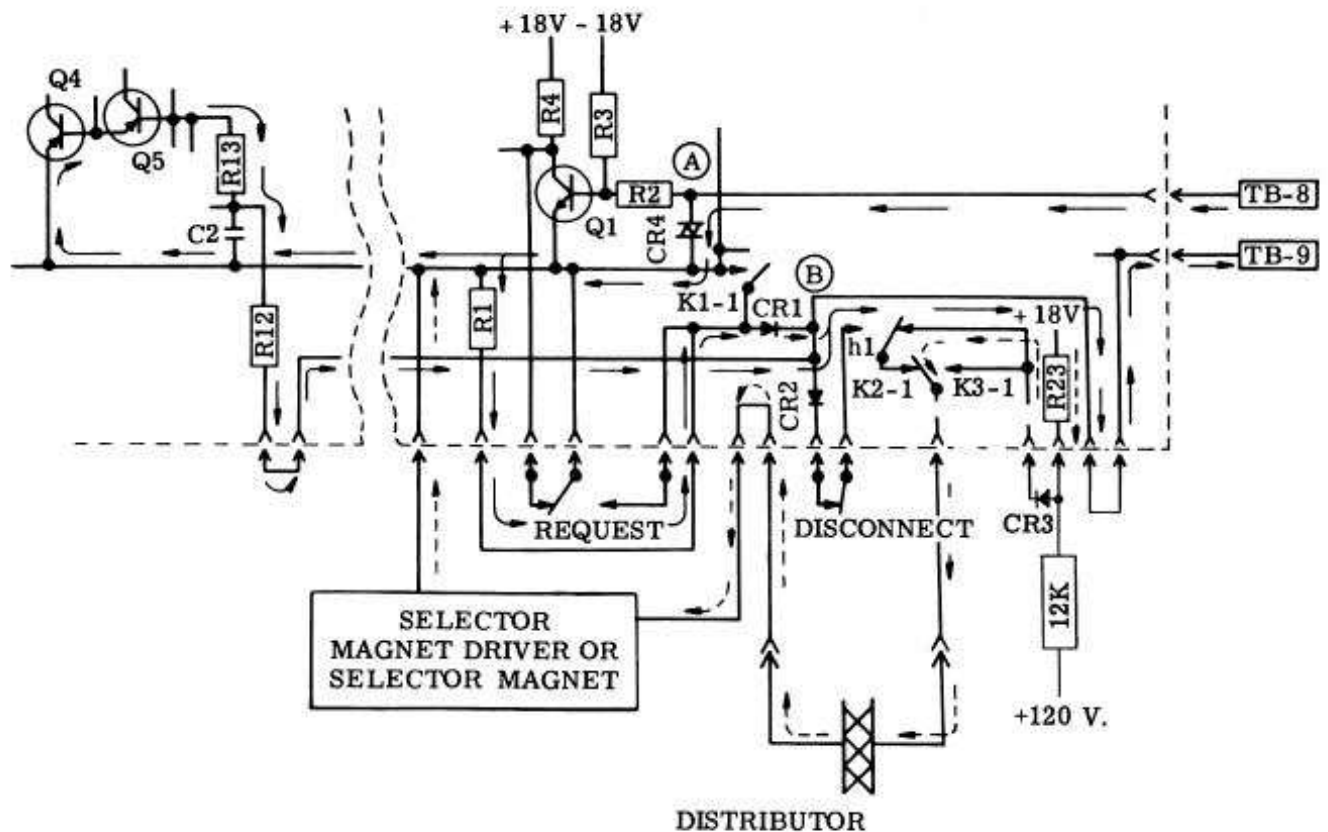 +18V -18V
Q4
Q5
R13
C2
R12
R4
R3
R2
Q1
A
CR4
TB-8
TB-9
R1
K1-1
CR1
B
+18V
h1
K2-1
K3-1
R23
CR2
REQUEST
DISCONNECT
CR3
12K
+120 V.
SELECTOR
MAGNET DRIVER OR
SELECTOR MAGNET
DISTRIBUTOR